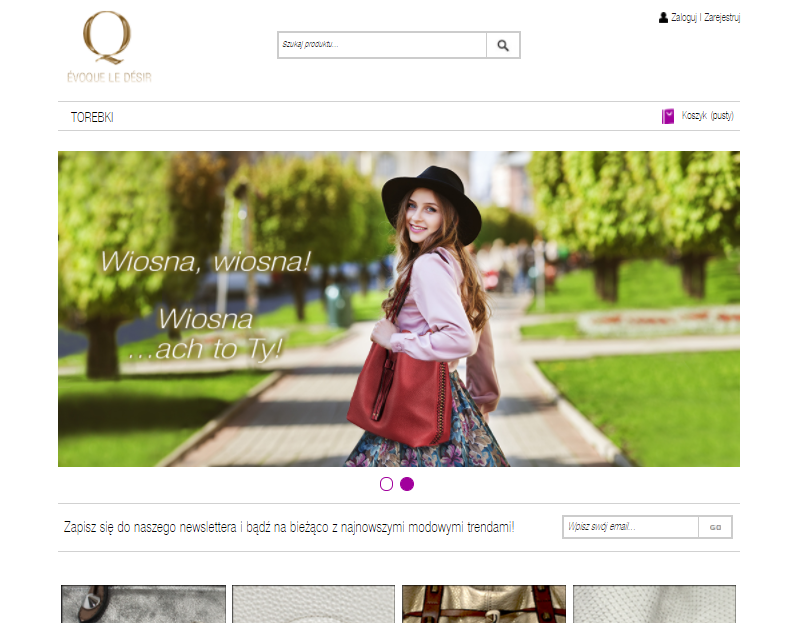 Q
ÉVOQUE LE DÉSIR
Szukaj produktu...
Zaloguj | Zarejestruj
TOREBKI
Koszyk (pusty)
Wiosna, wiosna!
Wiosna
...ach to Ty!
Zapisz się do naszego newslettera i bądź na bieżąco z najnowszymi modowymi trendami!
Wpisz swój email...
GO